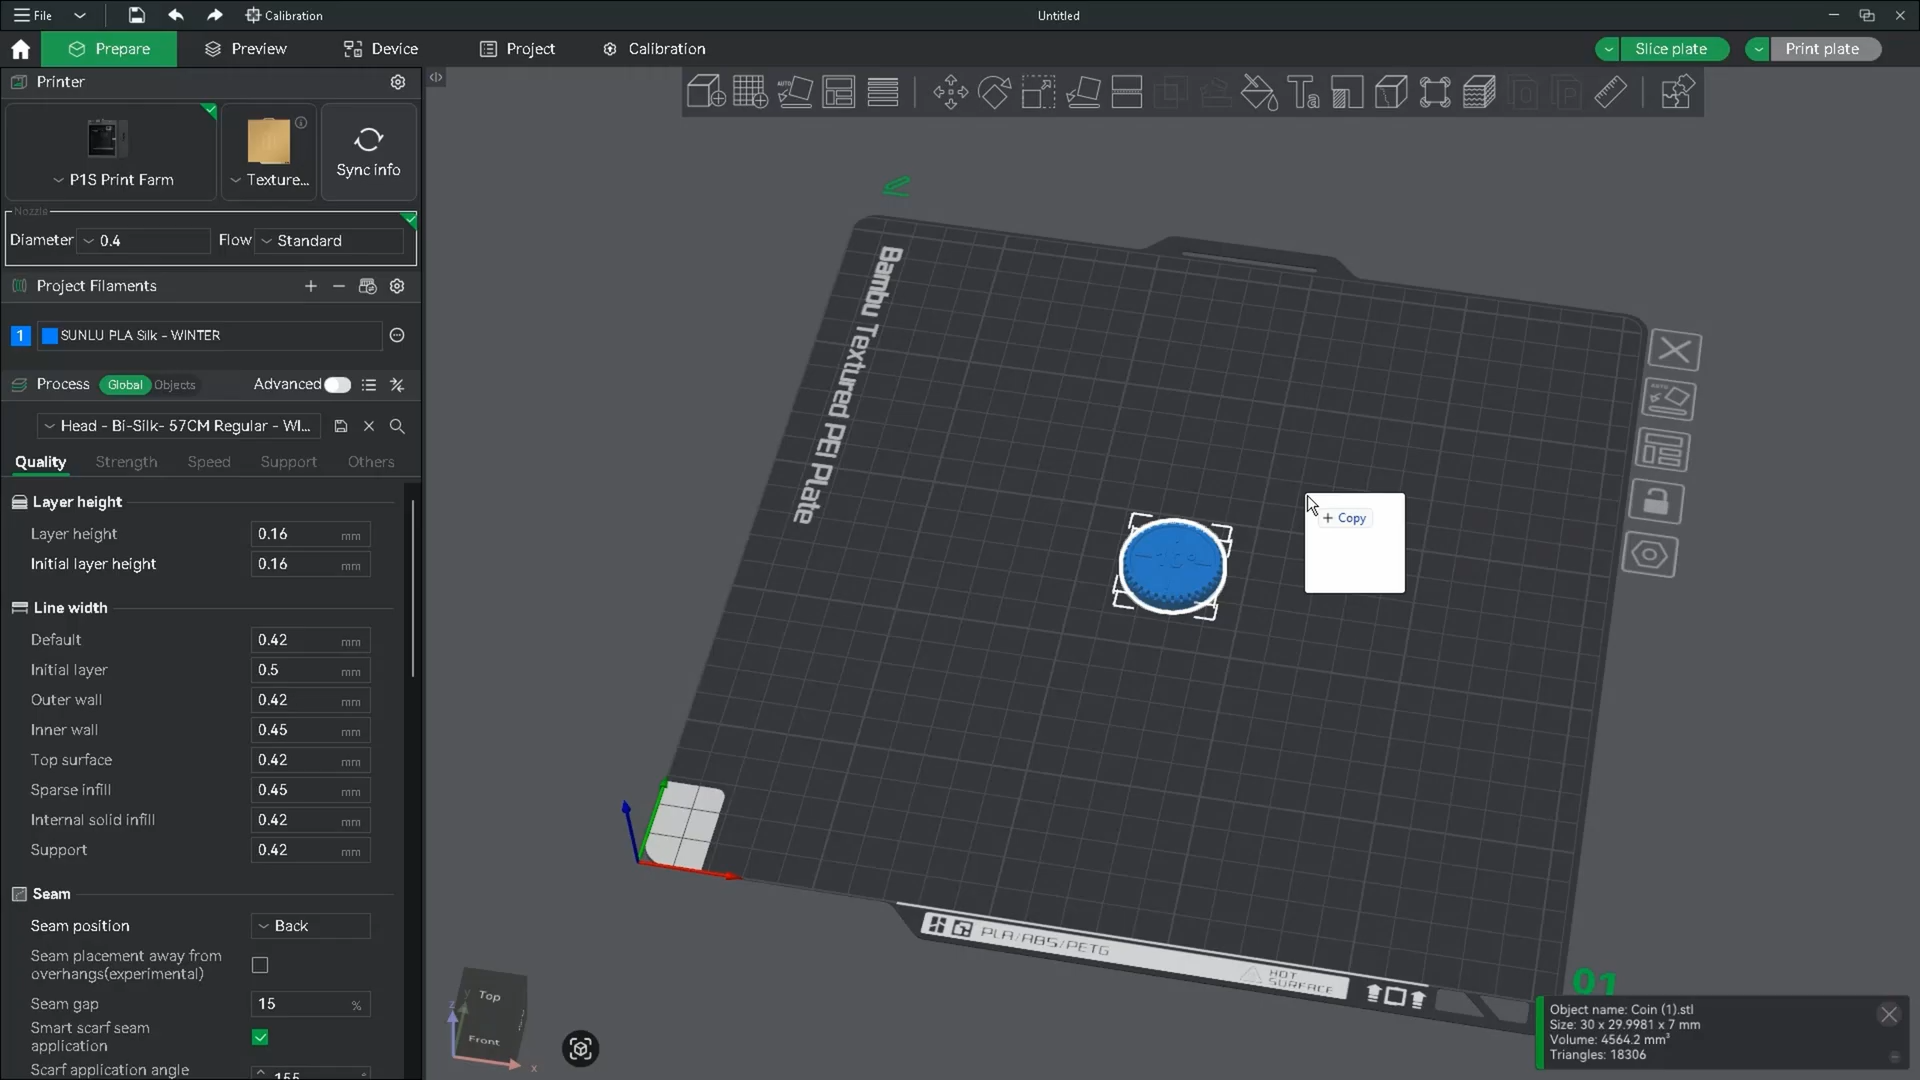 File
Calibration
Untitled
Prepare
Preview
Device
Project
Calibration
Slice plate
Print plate
Printer
P1S Print Farm
Texture...
Sync info
Nozzle
Diameter 0.4 Flow Standard
Project Filaments
1 SUNLU PLA Silk - WINTER
Process Global Objects Advanced
Head - Bi-Silk- 57CM Regular - WI...
Quality Strength Speed Support Others
Layer height
Layer height 0.16 mm
Initial layer height 0.16 mm
Line width
Default 0.42 mm
Initial layer 0.5 mm
Outer wall 0.42 mm
Inner wall 0.45 mm
Top surface 0.42 mm
Sparse infill 0.45 mm
Internal solid infill 0.42 mm
Support 0.42 mm
Seam
Seam position Back
Seam placement away from
overhangs(experimental)
Seam gap 15 %
Smart scarf seam
application
Scarf application angle 155
Bambu Textured PEI Plate
+ Copy
PLA/ABS/PETG
HOT
SURFACE
01
Top
Front
z
y
x
Object name: Coin (1).stl
Size: 30 x 29.9981 x 7 mm
Volume: 4564.2 mm³
Triangles: 18306